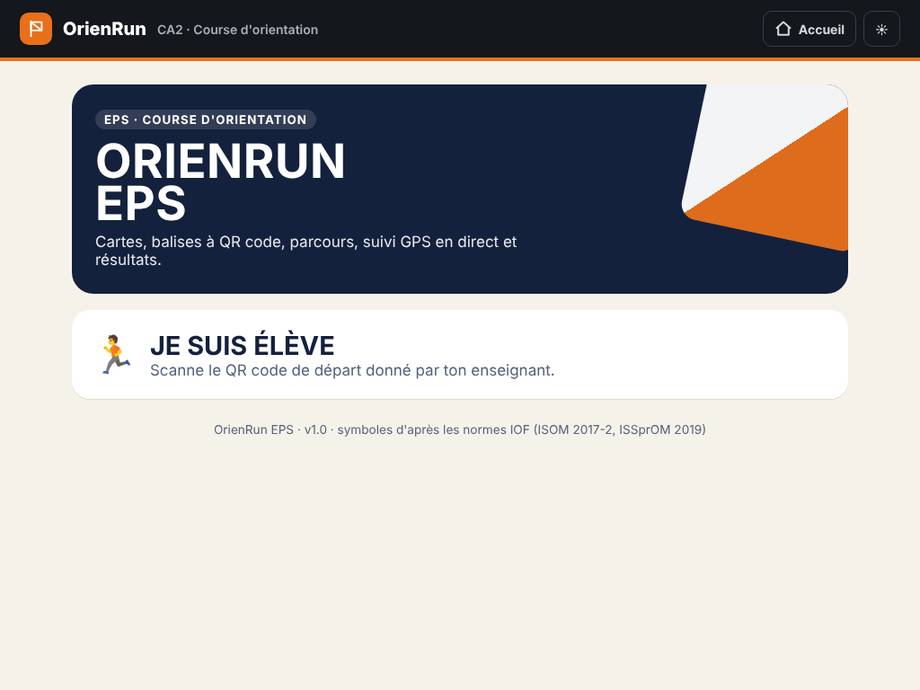 OrienRun CA2 · Course d'orientation Accueil
EPS · COURSE D'ORIENTATION
ORIENRUN
EPS
Cartes, balises à QR code, parcours, suivi GPS en direct et
résultats.
JE SUIS ÉLÈVE
Scanne le QR code de départ donné par ton enseignant.
OrienRun EPS · v1.0 · symboles d'après les normes IOF (ISOM 2017-2, ISSprOM 2019)